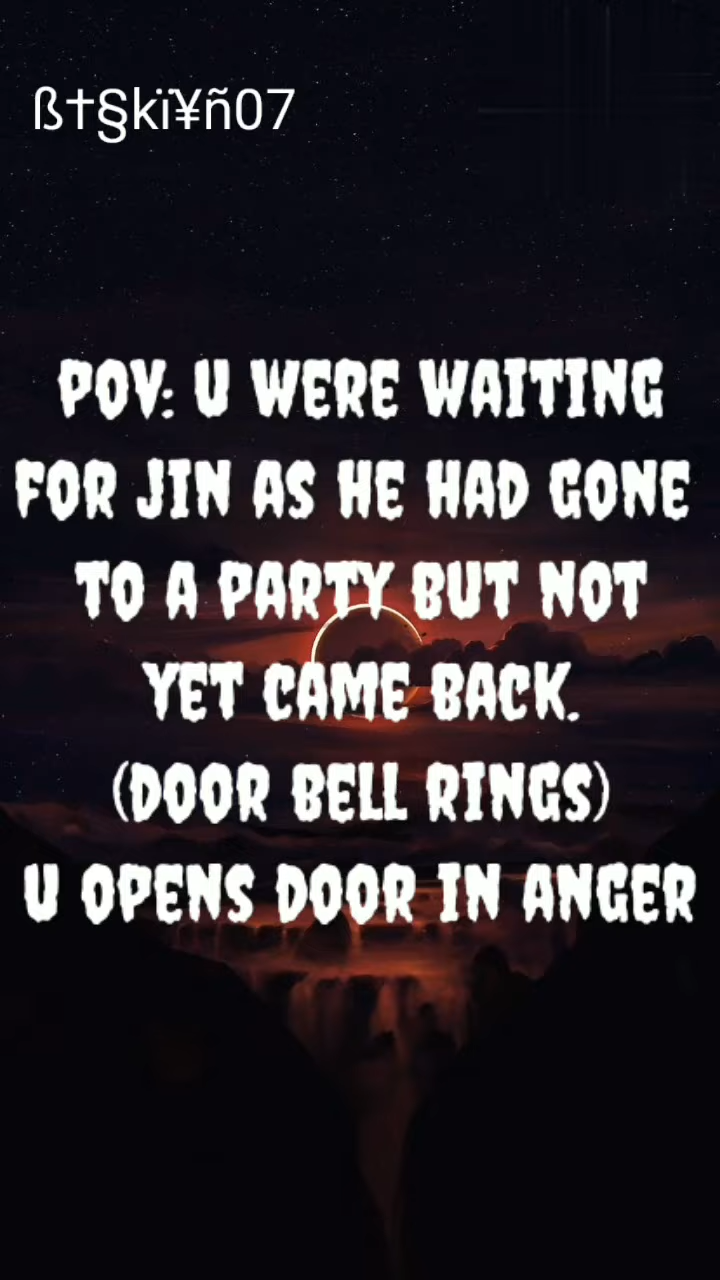 ß†§kï¥ñ07
POV: U WERE WAITING
FOR JIN AS HE HAD GONE
TO A PARTY BUT NOT
YET CAME BACK.
(DOOR BELL RINGS)
U OPENS DOOR IN ANGER